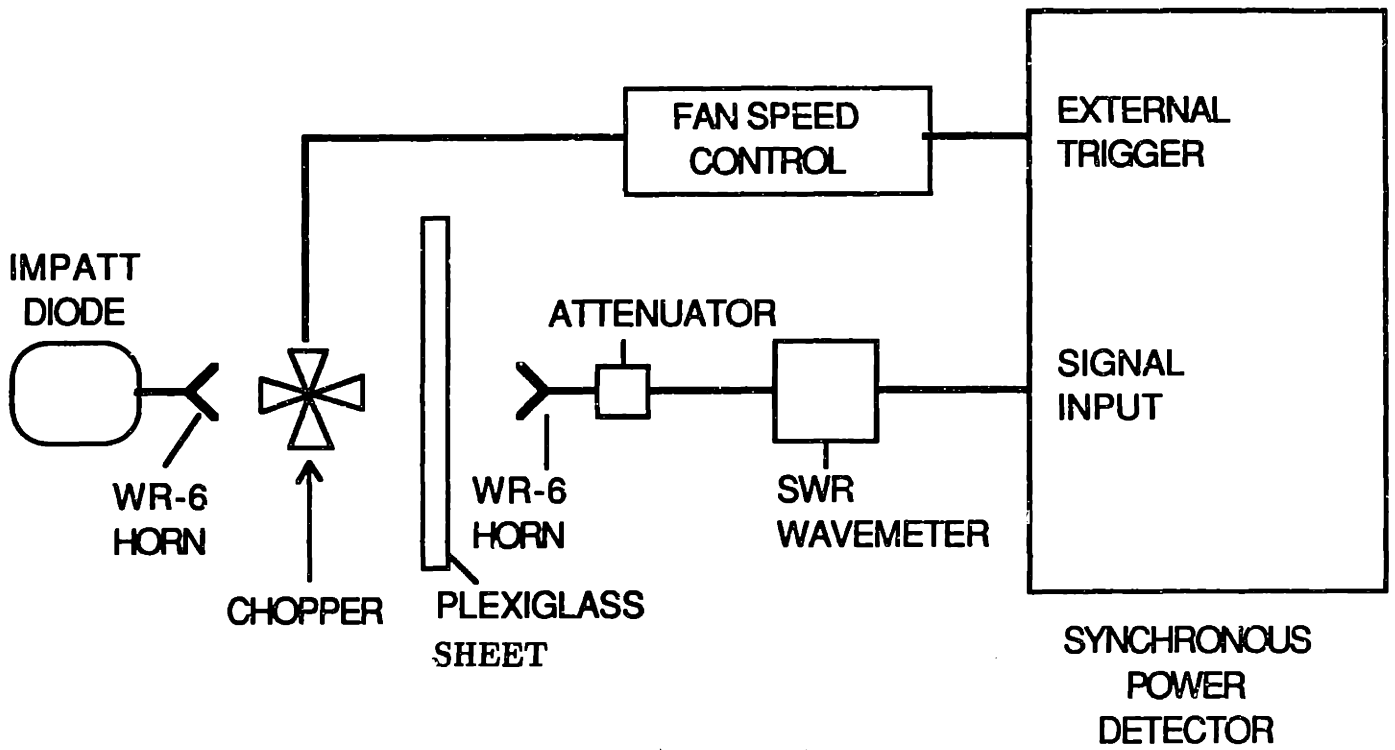 FAN SPEED
CONTROL
EXTERNAL
TRIGGER
IMPATT
DIODE
ATTENUATOR
SIGNAL
INPUT
WR-6
HORN
WR-6
HORN
SWR
WAVEMETER
CHOPPER
PLEXIGLASS
SHEET
SYNCHRONOUS
POWER
DETECTOR